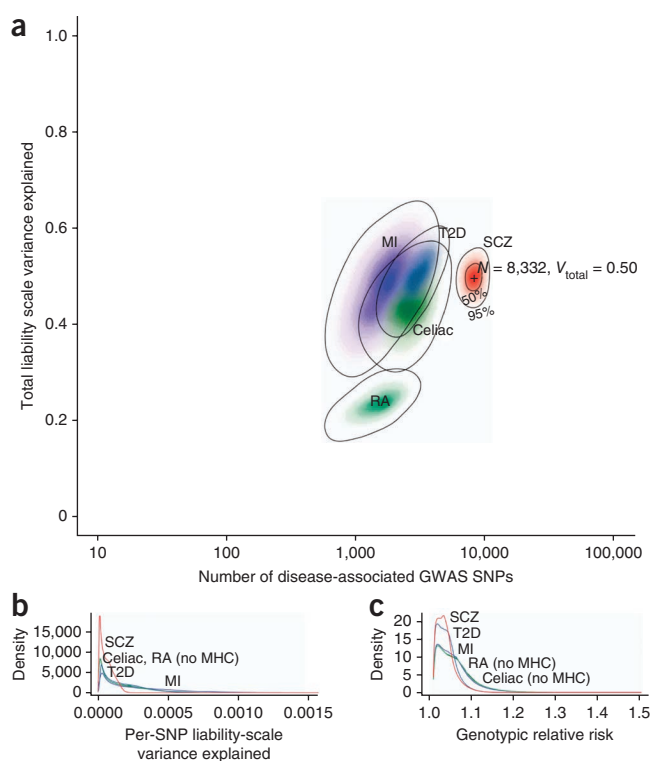 a
Total liability scale variance explained
1.0
0.8
0.6
0.4
0.2
0
MI
T2D
SCZ
N = 8,332, Vtotal = 0.50
50%
95%
Celiac
RA
10 100 1,000 10,000 100,000
Number of disease-associated GWAS SNPs
b
Density
15,000
10,000
5,000
0
SCZ
Celiac, RA (no MHC)
T2D
MI
0.0000 0.0005 0.0010 0.0015
Per-SNP liability-scale
variance explained
c
Density
20
15
10
5
0
SCZ
T2D
MI
RA (no MHC)
Celiac (no MHC)
1.0 1.1 1.2 1.3 1.4 1.5
Genotypic relative risk